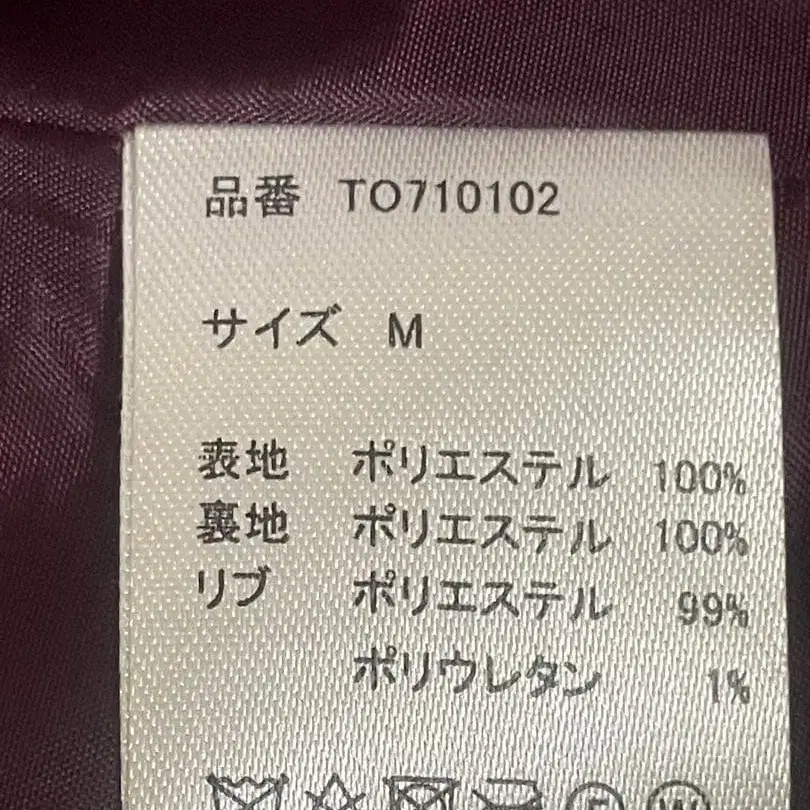 品番 TO710102
サイズ M
表地 ポリエステル 100%
裏地 ポリエステル 100%
リブ ポリエステル 99%
ポリウレタン 1%